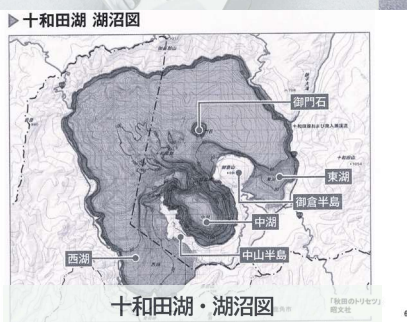 ▷十和田湖 湖沼図
御門石
東湖
御倉半島
中湖
中山半島
西湖
十和田湖・湖沼図
「秋田のトリセツ」
昭文社